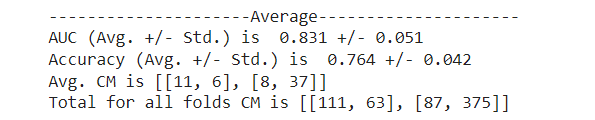 --------------------Average--------------------
AUC (Avg. +/- Std.) is  0.831 +/- 0.051
Accuracy (Avg. +/- Std.) is  0.764 +/- 0.042
Avg. CM is [[11, 6], [8, 37]]
Total for all folds CM is [[111, 63], [87, 375]]